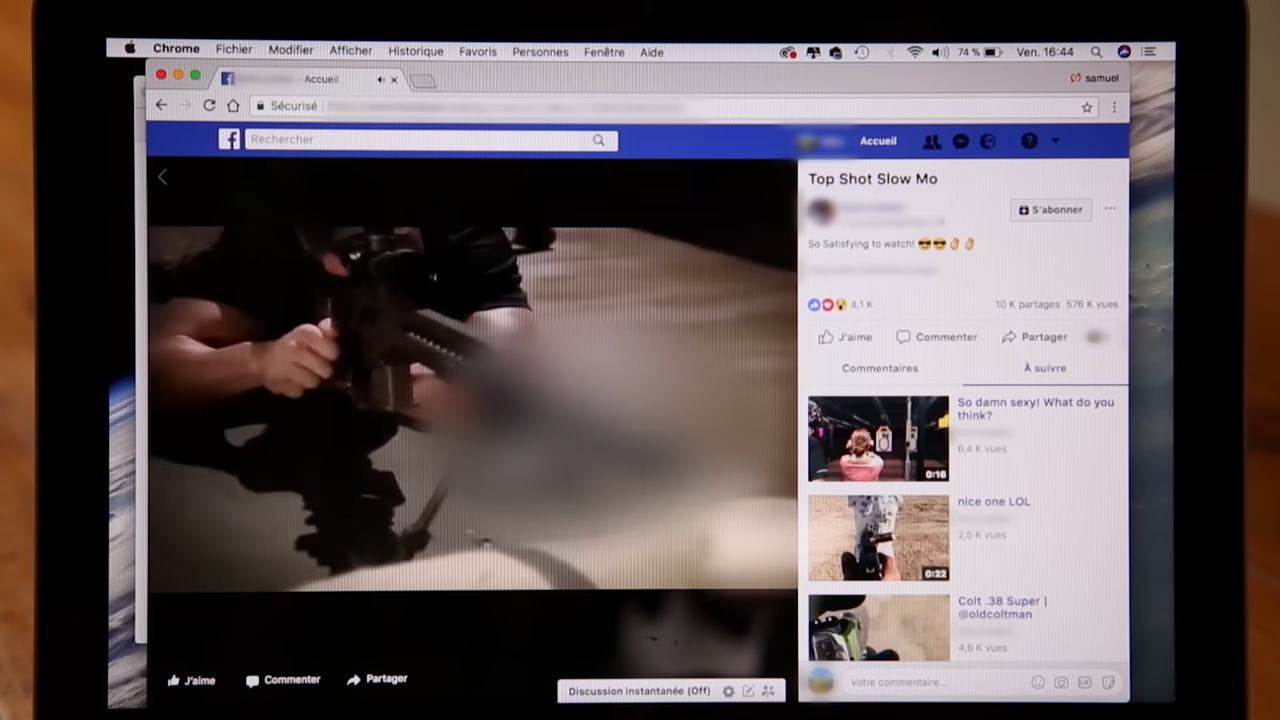 Chrome Fichier Modifier Afficher Historique Favoris Personnes Fenêtre Aide 74 % Ven. 16:44
Accueil
samuel
Sécurisé
Rechercher
Accueil
Top Shot Slow Mo
S'abonner
So Satisfying to watch! 😎😎👌👌
4,1 K 10 K partages 576 K vues
J'aime Commenter Partager
Commentaires À suivre
So damn sexy! What do you
think?
6,4 K vues
0:16
nice one LOL
2,5 K vues
0:22
Colt .38 Super |
@oldcoltman
4,6 K vues
Votre commentaire...
J'aime Commenter Partager
Discussion instantanée (Off)